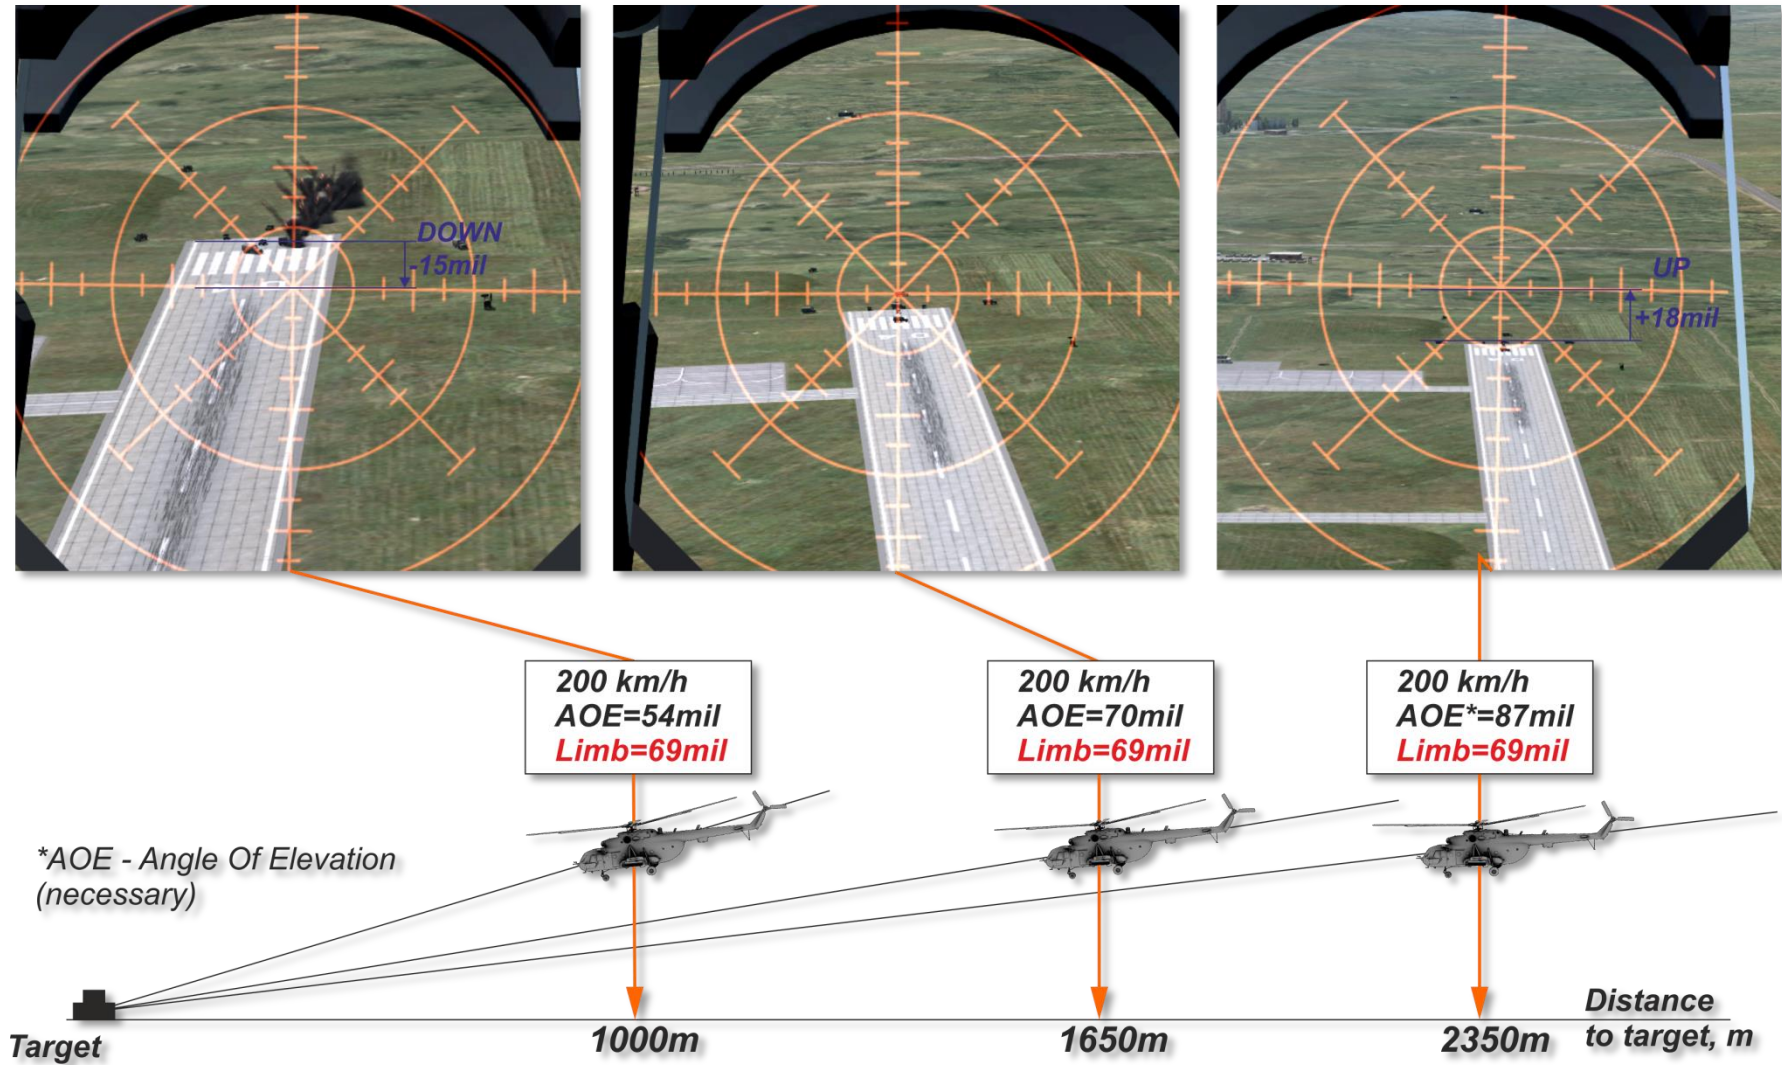 DOWN
-15mil
UP
+18mil
200 km/h
AOE=54mil
Limb=69mil
200 km/h
AOE=70mil
Limb=69mil
200 km/h
AOE*=87mil
Limb=69mil
*AOE - Angle Of Elevation
(necessary)
Target
1000m
1650m
2350m
Distance
to target, m